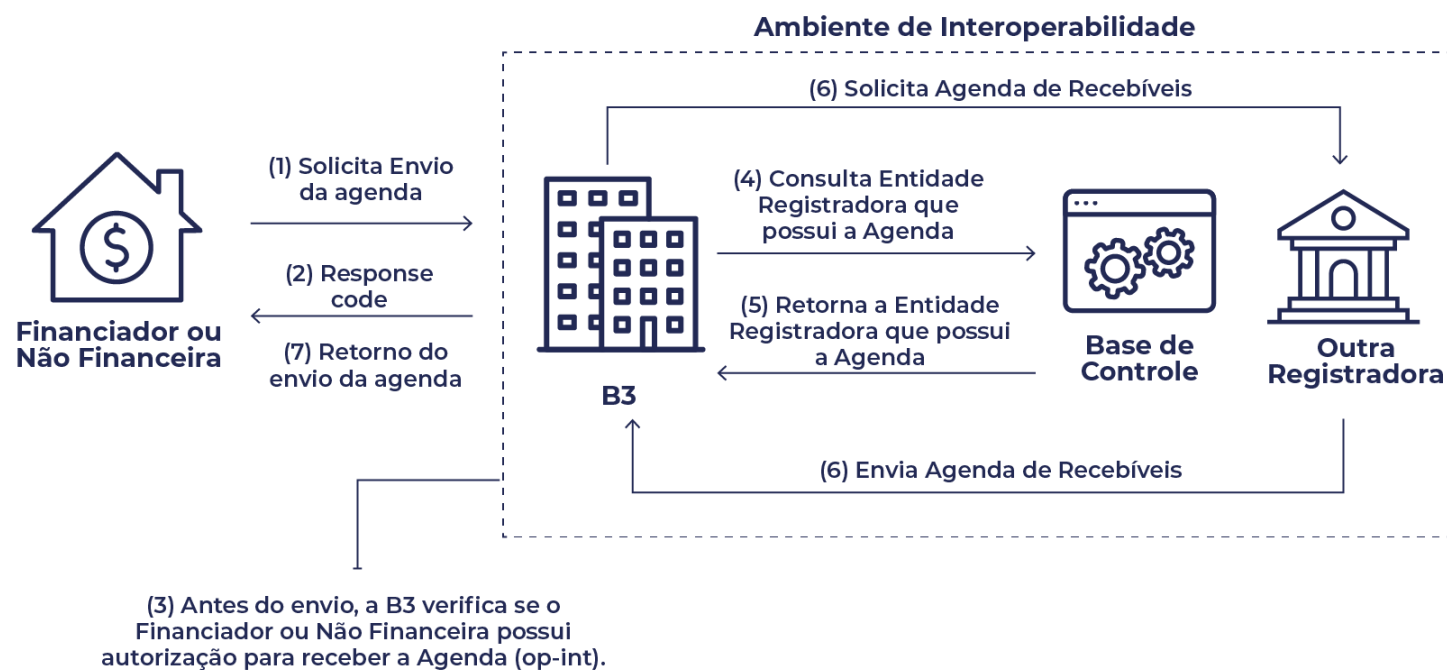 Ambiente de Interoperabilidade
(6) Solicita Agenda de Recebíveis
(1) Solicita Envio
da agenda
(2) Response
code
(7) Retorno do
envio da agenda
Financiador ou
Não Financeira
(4) Consulta Entidade
Registradora que
possui a Agenda
(5) Retorna a Entidade
Registradora que possui
a Agenda
B3
Base de
Controle
Outra
Registradora
(6) Envia Agenda de Recebíveis
(3) Antes do envio, a B3 verifica se o
Financiador ou Não Financeira possui
autorização para receber a Agenda (op-int).